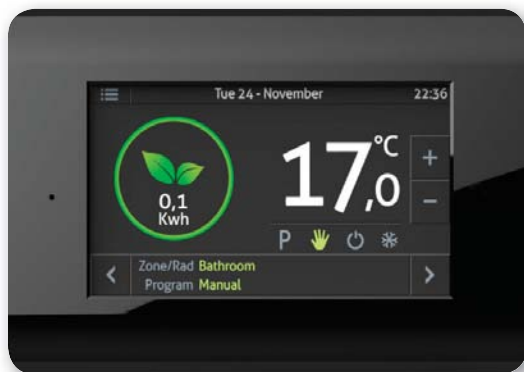 Tue 24 - November 22:36
0,1
Kwh
17,0 °C
+
-
P
Zone/Rad Bathroom
Program Manual